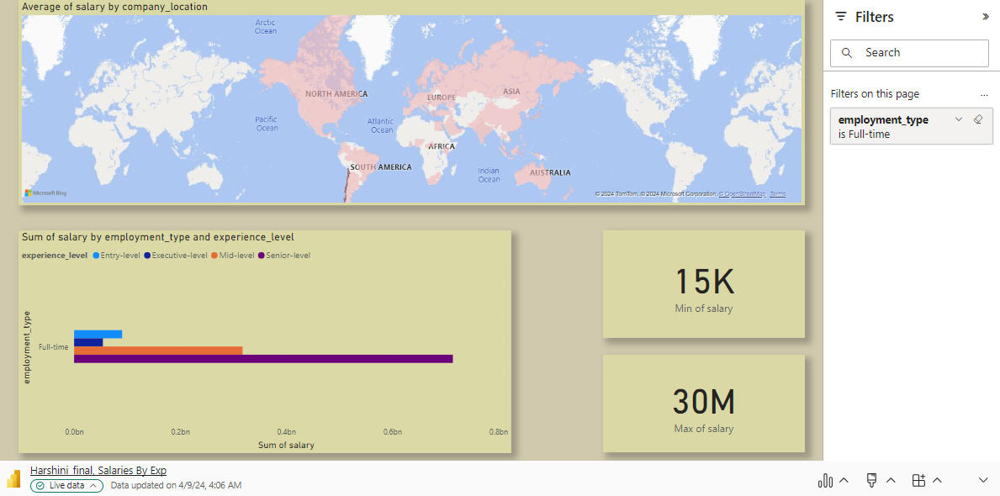 Average of salary by company_location
Arctic
Ocean
NORTH AMERICA
EUROPE
ASIA
Pacific
Ocean
Atlantic
Ocean
AFRICA
SOUTH AMERICA
Indian
Ocean
AUSTRALIA
Microsoft Bing
© 2024 TomTom, © 2024 Microsoft Corporation, © OpenStreetMap Terms
Sum of salary by employment_type and experience_level
experience_level Entry-level Executive-level Mid-level Senior-level
employment_type
Full-time
0.0bn 0.2bn 0.4bn 0.6bn 0.8bn
Sum of salary
15K
Min of salary
30M
Max of salary
Filters
Search
Filters on this page
...
employment_type
is Full-time
Harshini_final, Salaries By Exp
Live data Data updated on 4/9/24, 4:06 AM